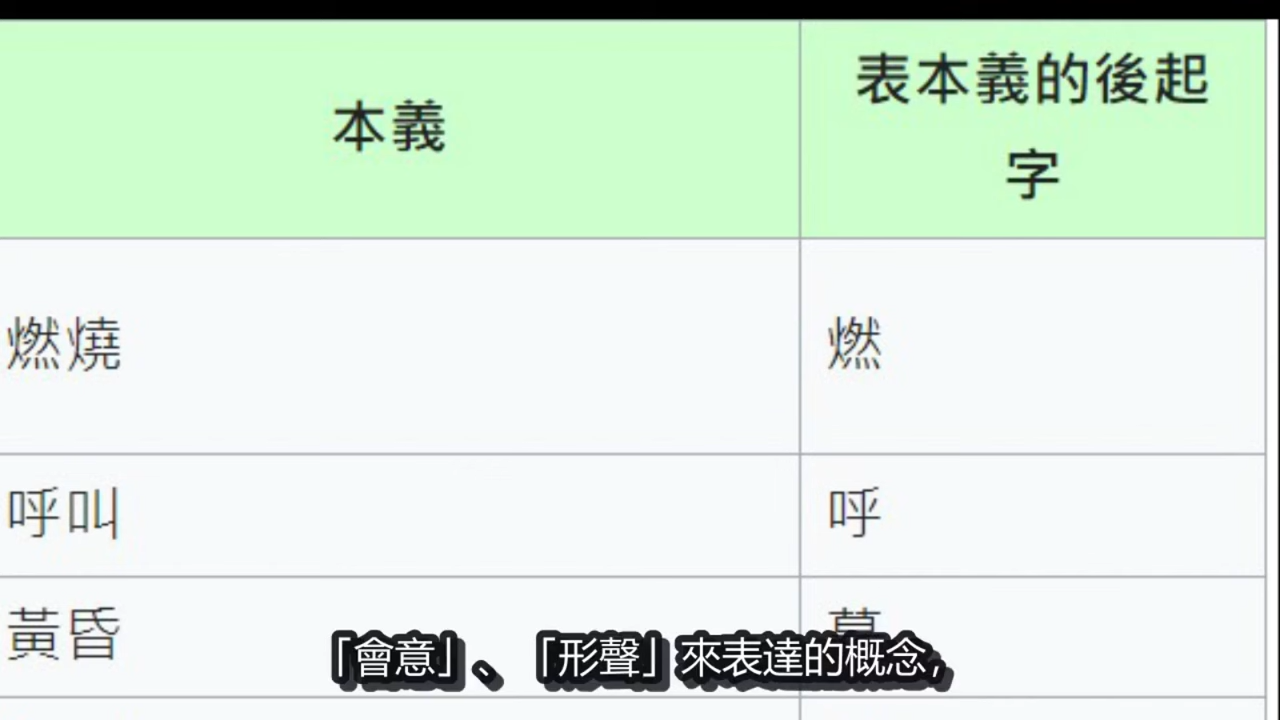 本義
表本義的後起
字
燃燒
燃
呼叫
呼
黃昏
「會意」、「形聲」來表達的概念,